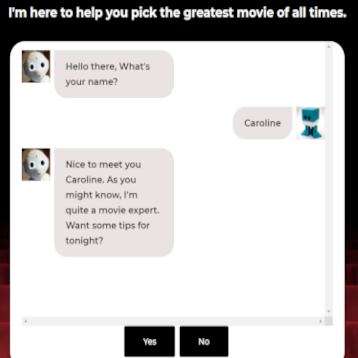 I'm here to help you pick the greatest movie of all times.
Hello there, What's
your name?
Caroline
Nice to meet you
Caroline. As you
might know, I'm
quite a movie expert.
Want some tips for
tonight?
Yes No